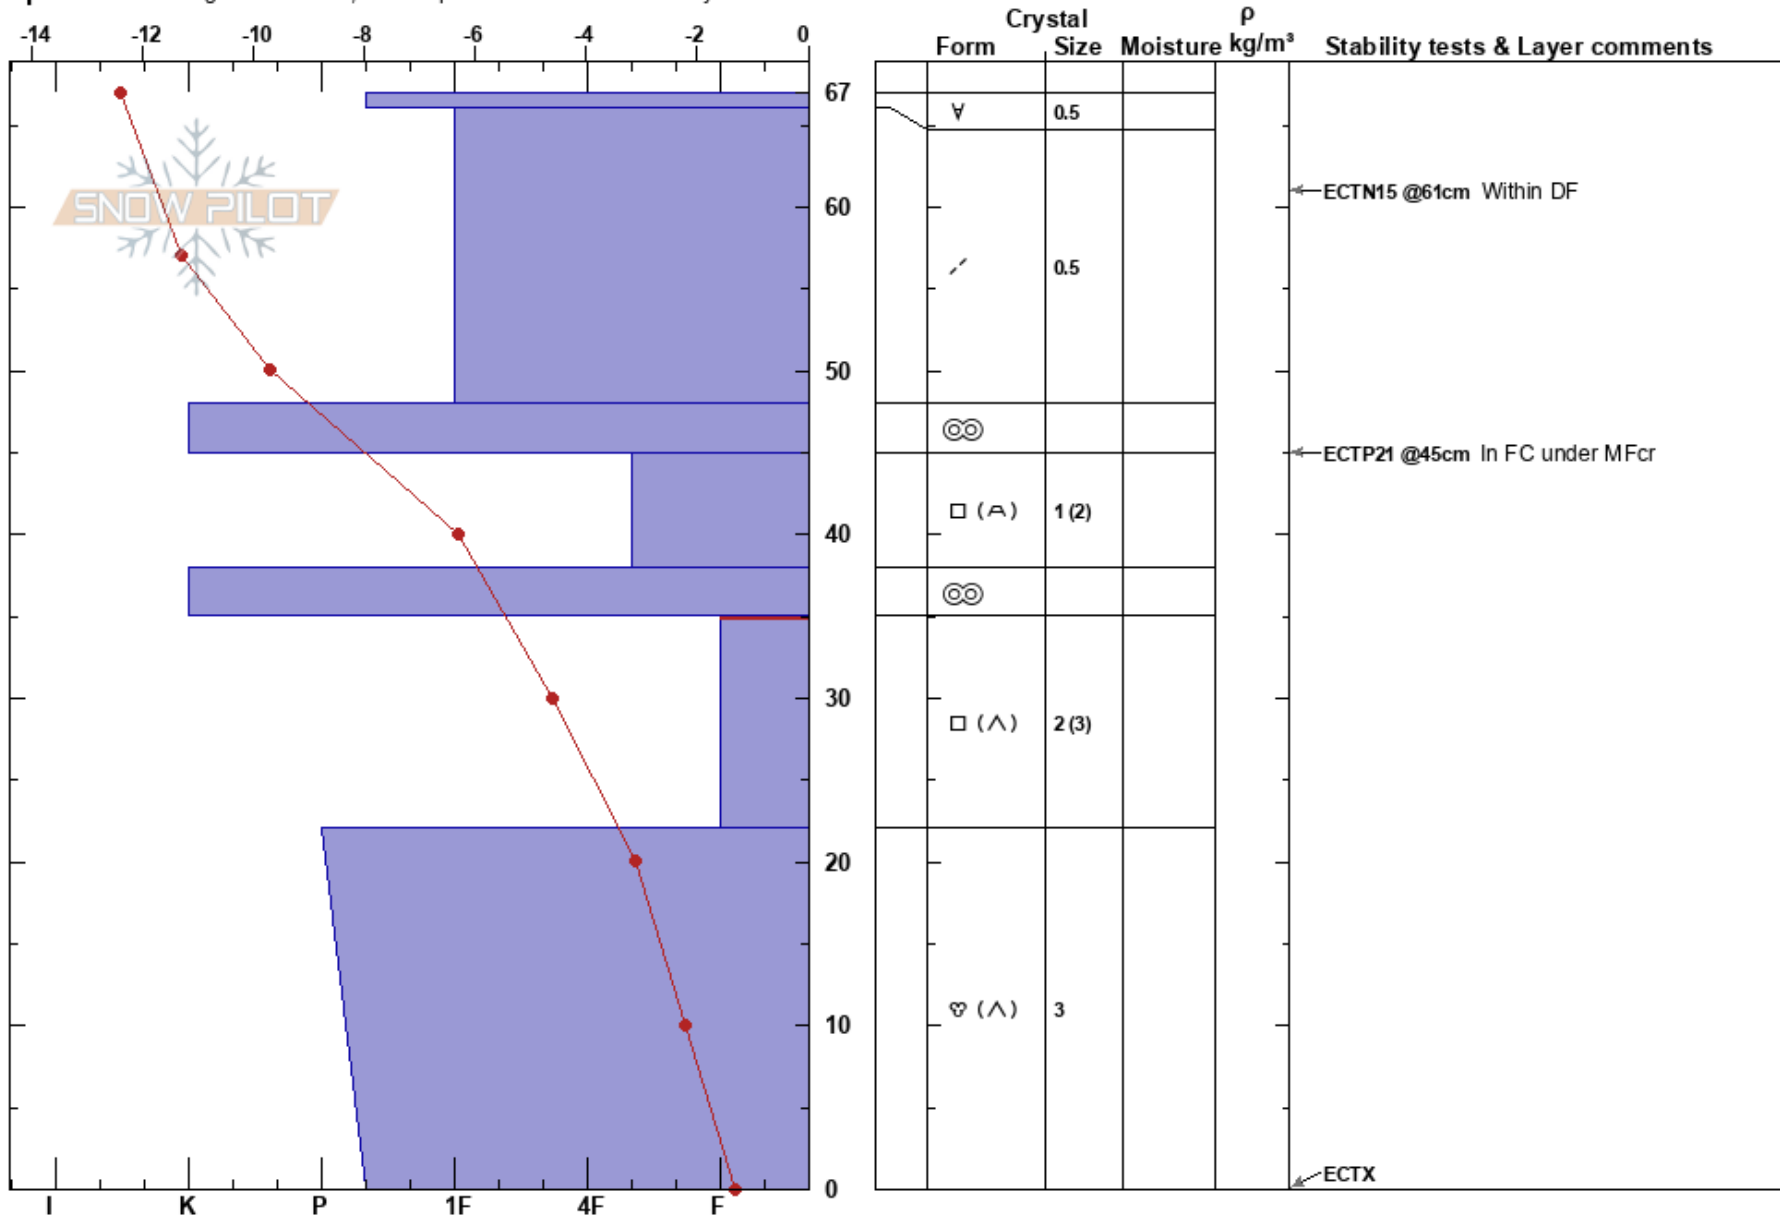 Crystal ρ
-14 -12 -10 -8 -6 -4 -2 0 Form Size Moisture kg/m³ Stability tests & Layer comments
67
0.5
SNOW PILOT
ECTN15 @61cm Within DF
60
0.5
50
ECTP21 @45cm In FC under MFcr
1 (2)
40
30
2 (3)
20
10
3
ECTX
0
I K P 1F 4F F